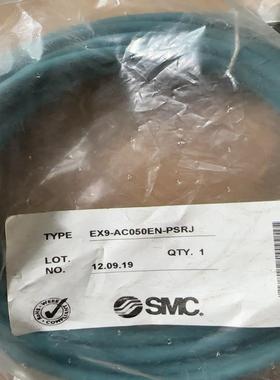 TYPE EX9-AC050EN-PSRJ
LOT. NO. 12.09.19 QTY. 1
SMC